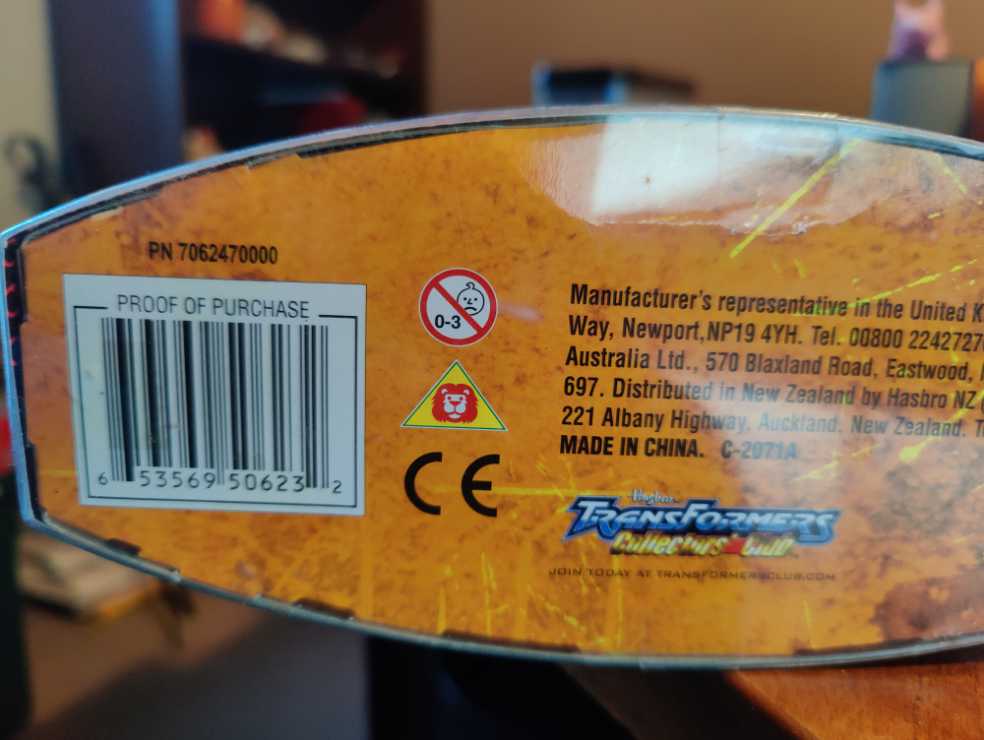 PN 7062470000
PROOF OF PURCHASE
6 53569 50623 2
0-3
CE
Manufacturer's representative in the United
Way, Newport,NP19 4YH. Tel. 00800
Australia Ltd., 570 Blaxland Road, Eastwood,
697. Distributed in New Zealand by Hasbro NZ
221 Albany Highway, Auckland, New Zealand.
MADE IN CHINA. C-2071A
Hasbro
TRANSFORMERS
Collectors' Club
JOIN TODAY AT TRANSFORMERSCLUB.COM